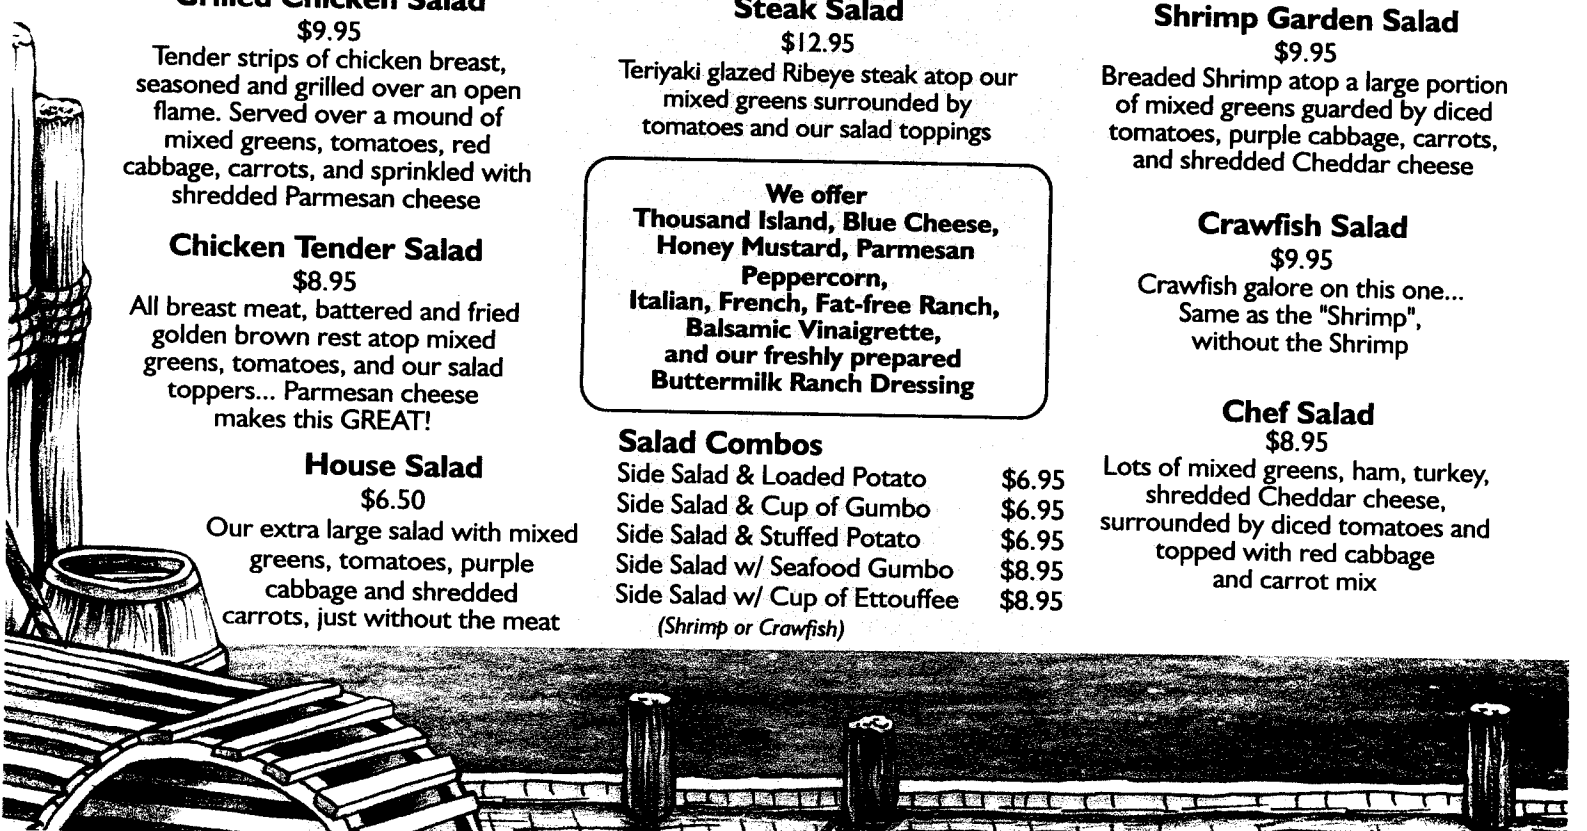 Grilled Chicken Salad
$9.95
Tender strips of chicken breast,
seasoned and grilled over an open
flame. Served over a mound of
mixed greens, tomatoes, red
cabbage, carrots, and sprinkled with
shredded Parmesan cheese
Chicken Tender Salad
$8.95
All breast meat, battered and fried
golden brown rest atop mixed
greens, tomatoes, and our salad
toppers... Parmesan cheese
makes this GREAT!
House Salad
$6.50
Our extra large salad with mixed
greens, tomatoes, purple
cabbage and shredded
carrots, just without the meat
Steak Salad
$12.95
Teriyaki glazed Ribeye steak atop our
mixed greens surrounded by
tomatoes and our salad toppings
We offer
Thousand Island, Blue Cheese,
Honey Mustard, Parmesan
Peppercorn,
Italian, French, Fat-free Ranch,
Balsamic Vinaigrette,
and our freshly prepared
Buttermilk Ranch Dressing
Salad Combos
Side Salad & Loaded Potato $6.95
Side Salad & Cup of Gumbo $6.95
Side Salad & Stuffed Potato $6.95
Side Salad w/ Seafood Gumbo $8.95
Side Salad w/ Cup of Ettouffee $8.95
(Shrimp or Crawfish)
Shrimp Garden Salad
$9.95
Breaded Shrimp atop a large portion
of mixed greens guarded by diced
tomatoes, purple cabbage, carrots,
and shredded Cheddar cheese
Crawfish Salad
$9.95
Crawfish galore on this one...
Same as the "Shrimp",
without the Shrimp
Chef Salad
$8.95
Lots of mixed greens, ham, turkey,
shredded Cheddar cheese,
surrounded by diced tomatoes and
topped with red cabbage
and carrot mix